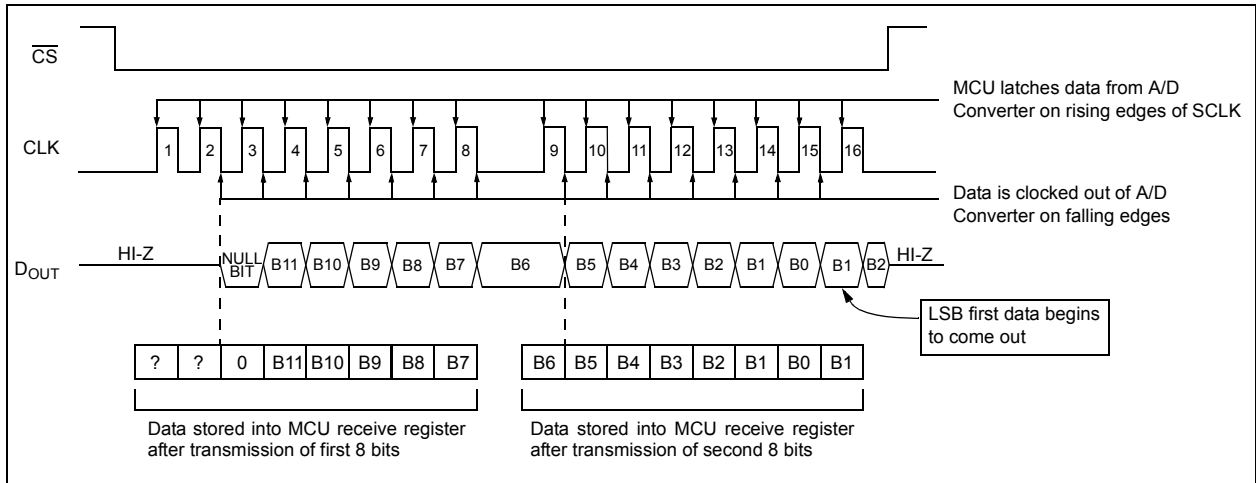 CS
MCU latches data from A/D
Converter on rising edges of SCLK
CLK
1 2 3 4 5 6 7 8 9 10 11 12 13 14 15 16
Data is clocked out of A/D
Converter on falling edges
DOUT
HI-Z
NULL
BIT
B11 B10 B9 B8 B7 B6 B5 B4 B3 B2 B1 B0 B1 B2
HI-Z
LSB first data begins
to come out
? ? 0 B11 B10 B9 B8 B7
B6 B5 B4 B3 B2 B1 B0 B1
Data stored into MCU receive register
after transmission of first 8 bits
Data stored into MCU receive register
after transmission of second 8 bits